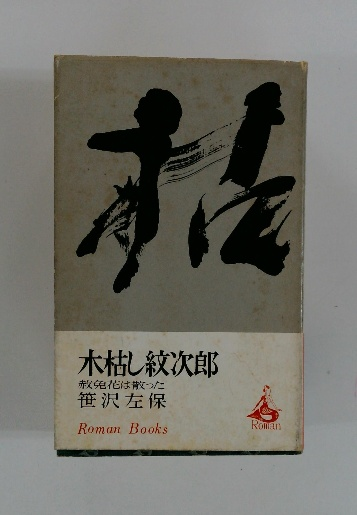 枯
木枯し紋次郎
赦免花は散った
笹沢左保
Roman Books
Roman